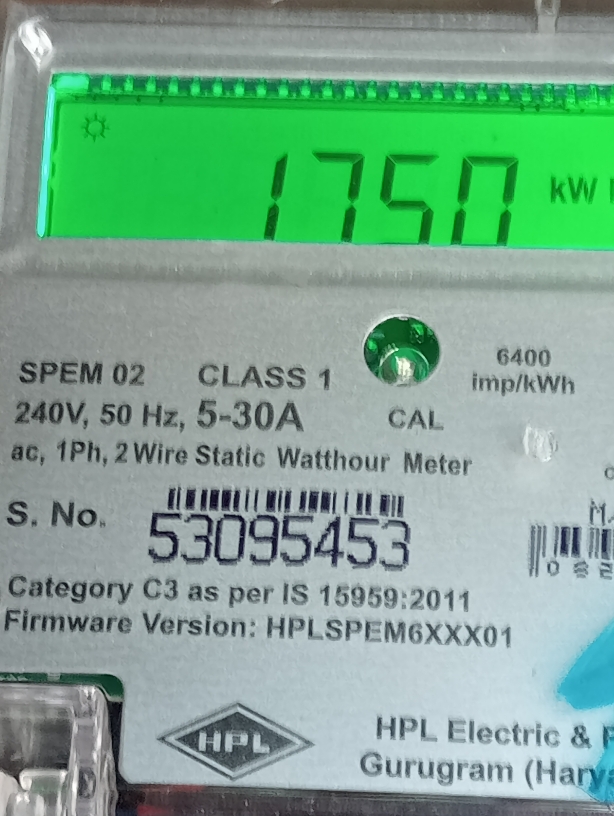 1750 kW
SPEM 02 CLASS 1
6400
imp/kWh
240V, 50 Hz, 5-30A
CAL
ac, 1Ph, 2 Wire Static Watthour Meter
S. No. 53095453
Category C3 as per IS 15959:2011
Firmware Version: HPLSPEM6XXX01
HPL
HPL Electric &
Gurugram